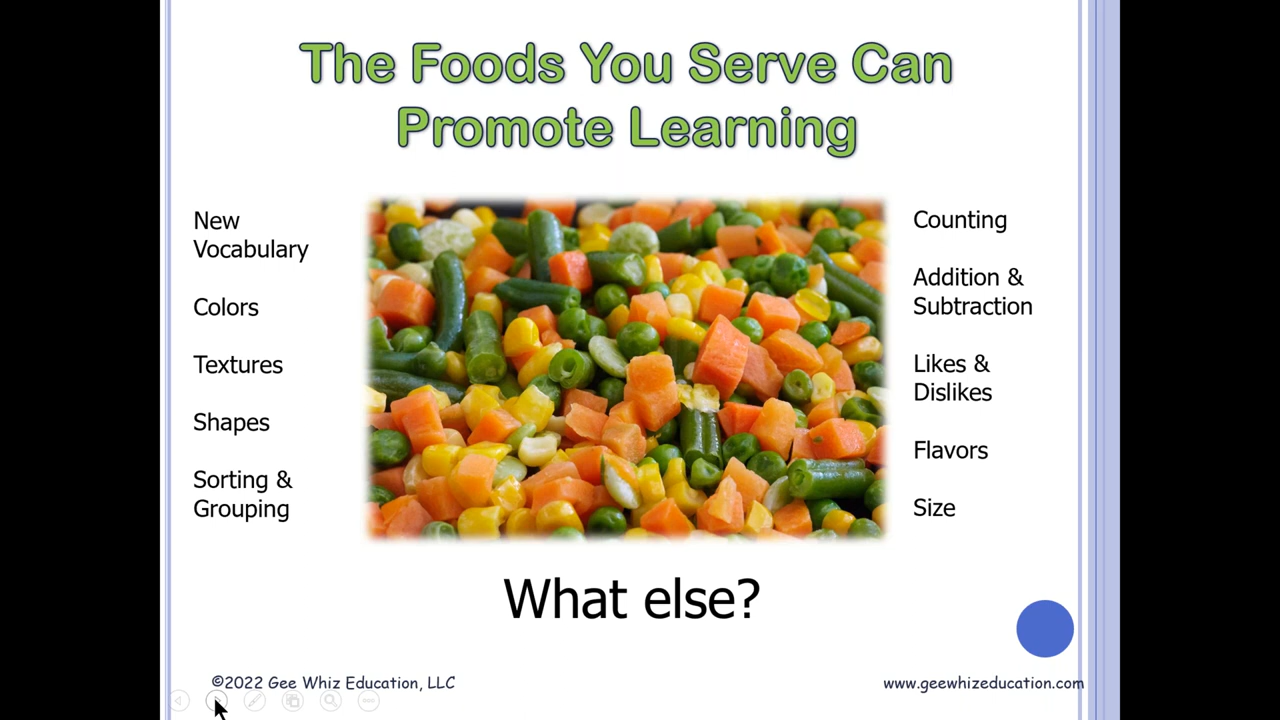 The Foods You Serve Can
Promote Learning
New
Vocabulary
Colors
Textures
Shapes
Sorting &
Grouping
Counting
Addition &
Subtraction
Likes &
Dislikes
Flavors
Size
What else?
©2022 Gee Whiz Education, LLC
www.geewhizeducation.com